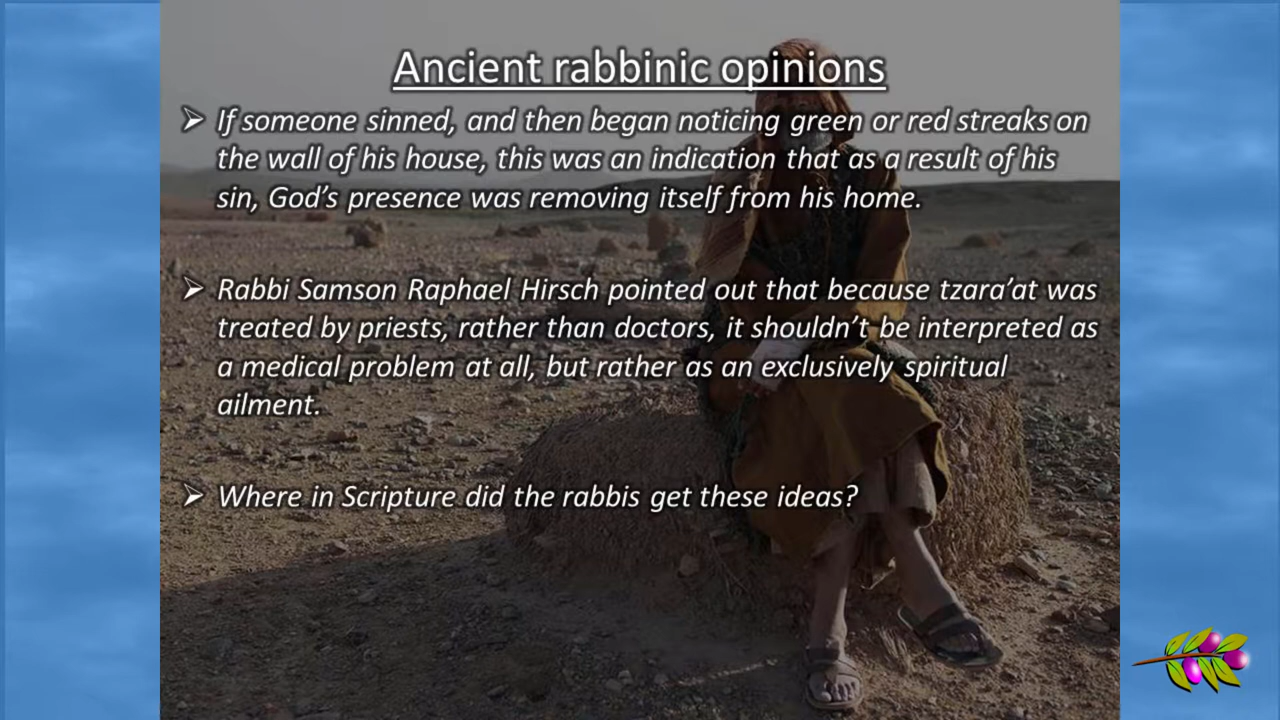 Ancient rabbinic opinions
➢ If someone sinned, and then began noticing green or red streaks on
the wall of his house, this was an indication that as a result of his
sin, God’s presence was removing itself from his home.
➢ Rabbi Samson Raphael Hirsch pointed out that because tzara’at was
treated by priests, rather than doctors, it shouldn’t be interpreted as
a medical problem at all, but rather as an exclusively spiritual
ailment.
➢ Where in Scripture did the rabbis get these ideas?